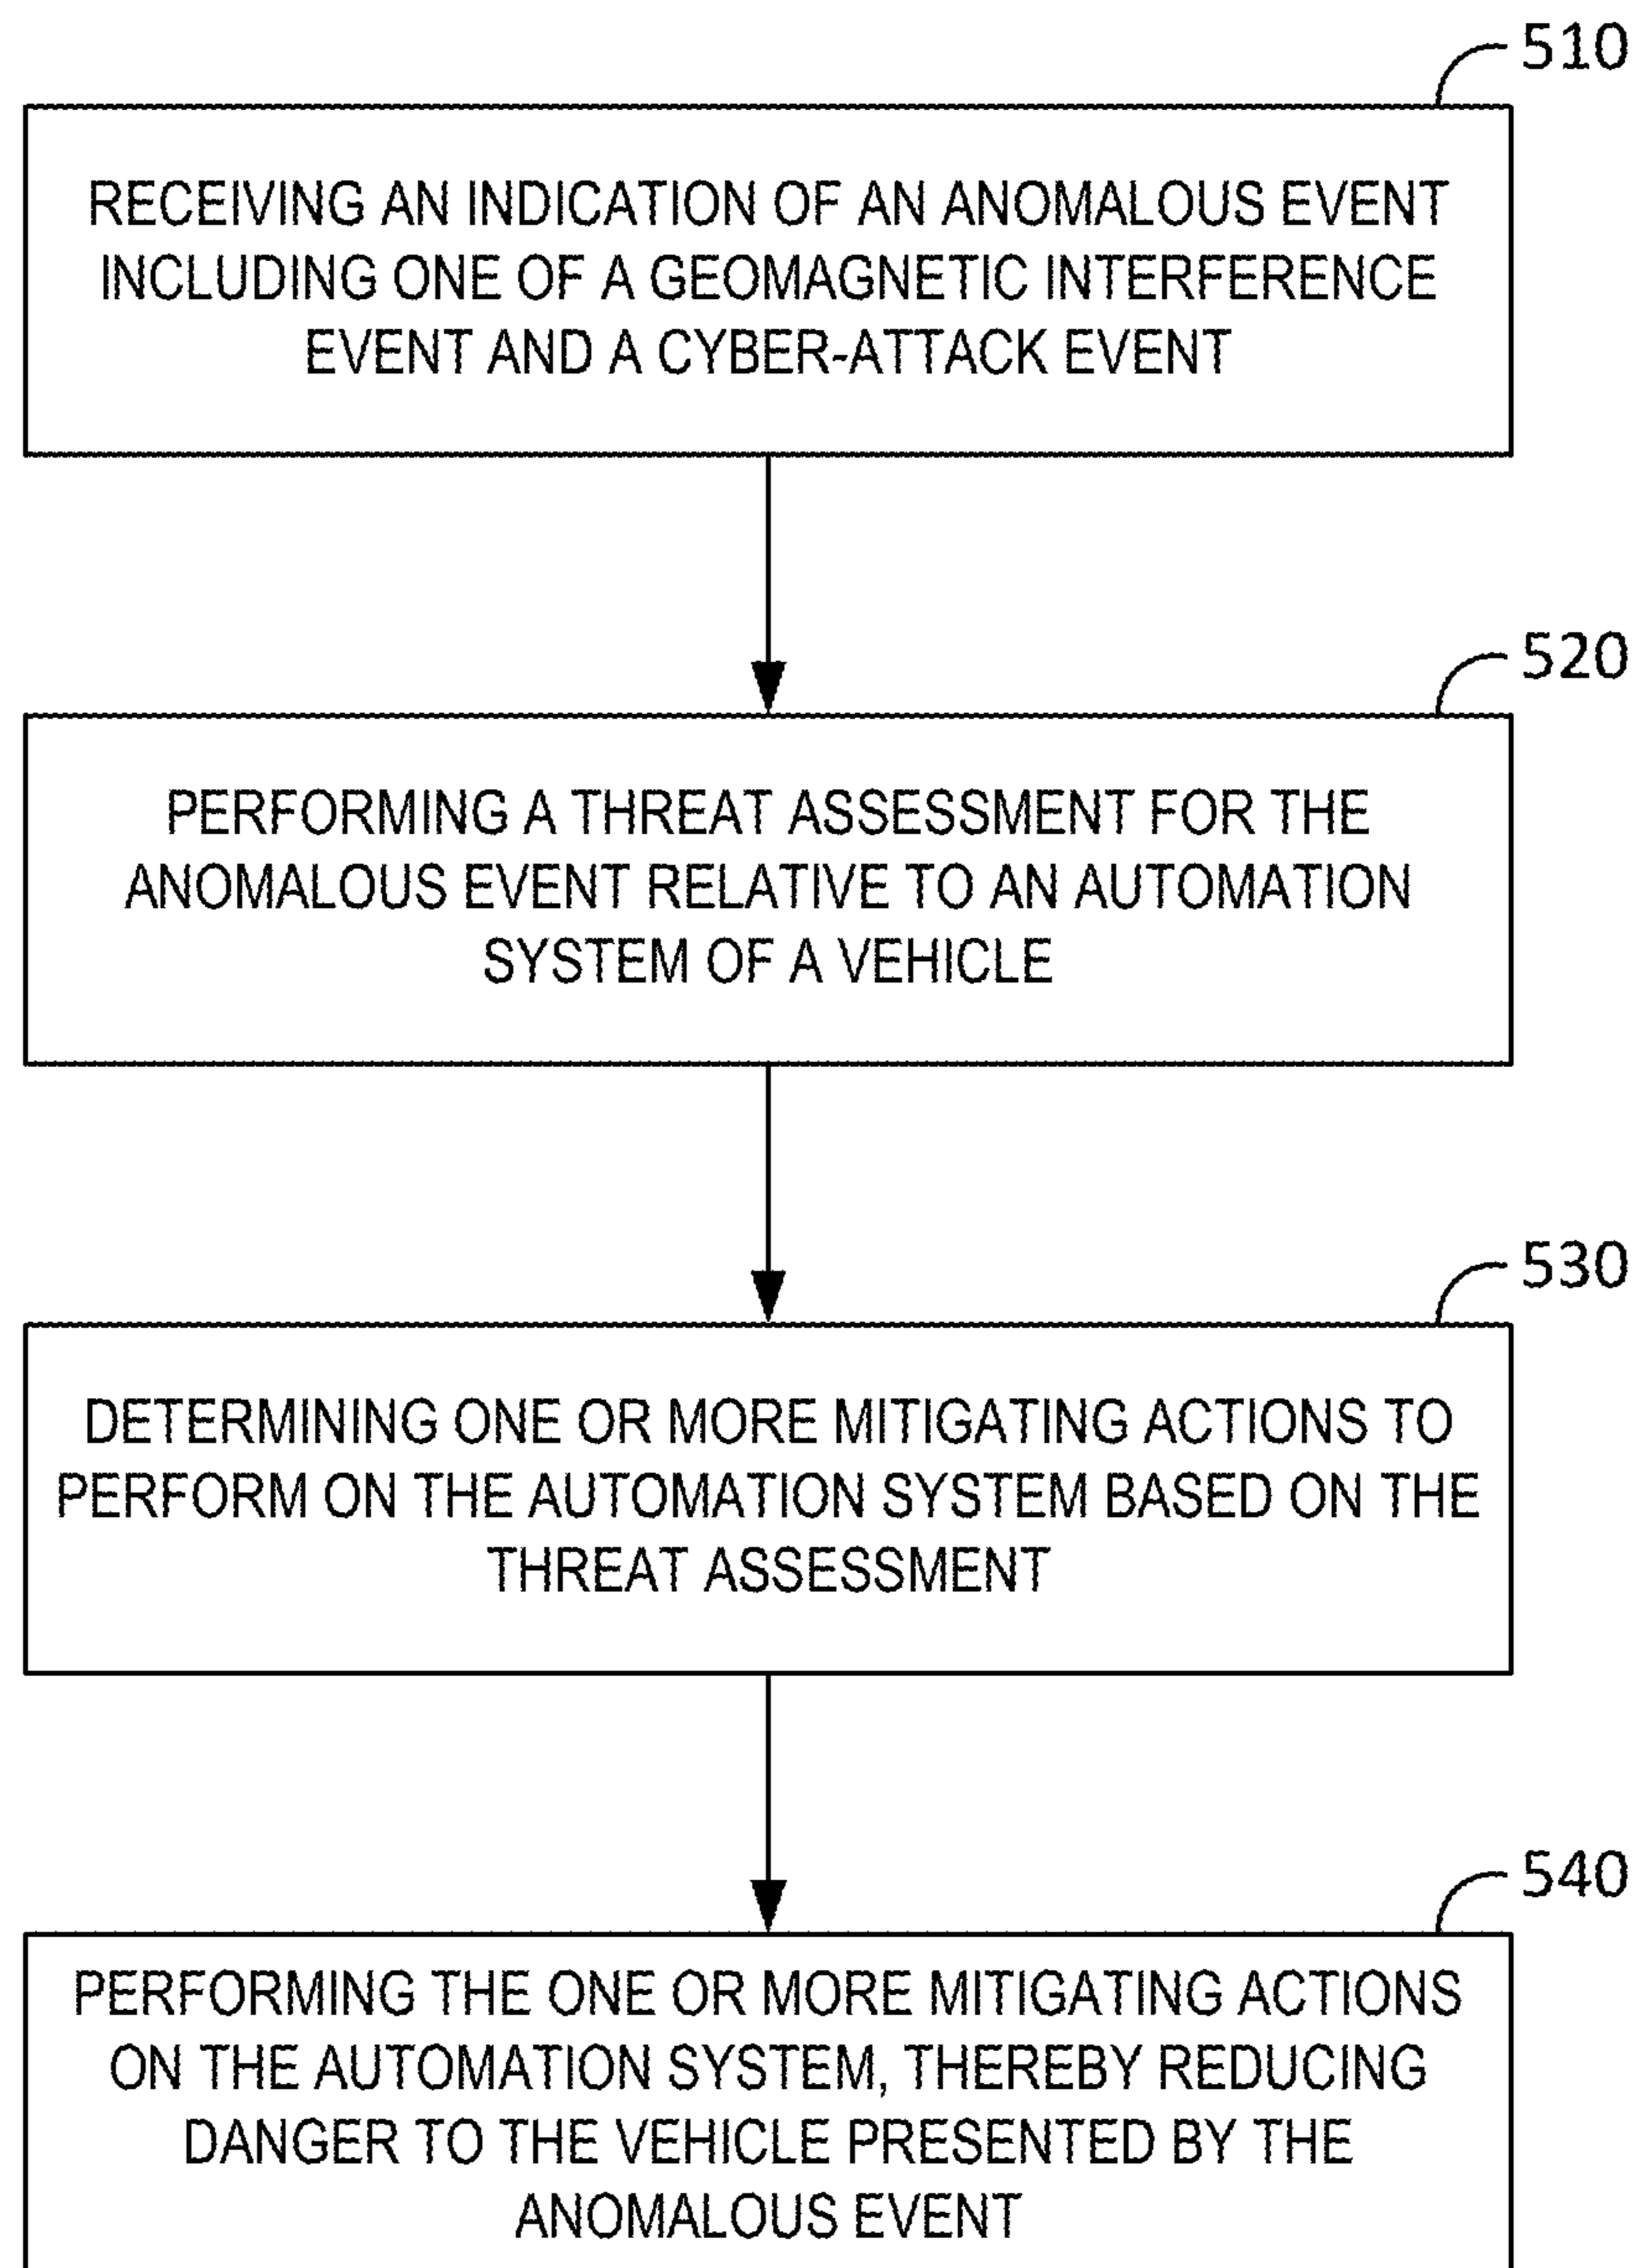 510
RECEIVING AN INDICATION OF AN ANOMALOUS EVENT
INCLUDING ONE OF A GEOMAGNETIC INTERFERENCE
EVENT AND A CYBER-ATTACK EVENT
520
PERFORMING A THREAT ASSESSMENT FOR THE
ANOMALOUS EVENT RELATIVE TO AN AUTOMATION
SYSTEM OF A VEHICLE
530
DETERMINING ONE OR MORE MITIGATING ACTIONS TO
PERFORM ON THE AUTOMATION SYSTEM BASED ON THE
THREAT ASSESSMENT
540
PERFORMING THE ONE OR MORE MITIGATING ACTIONS
ON THE AUTOMATION SYSTEM, THEREBY REDUCING
DANGER TO THE VEHICLE PRESENTED BY THE
ANOMALOUS EVENT